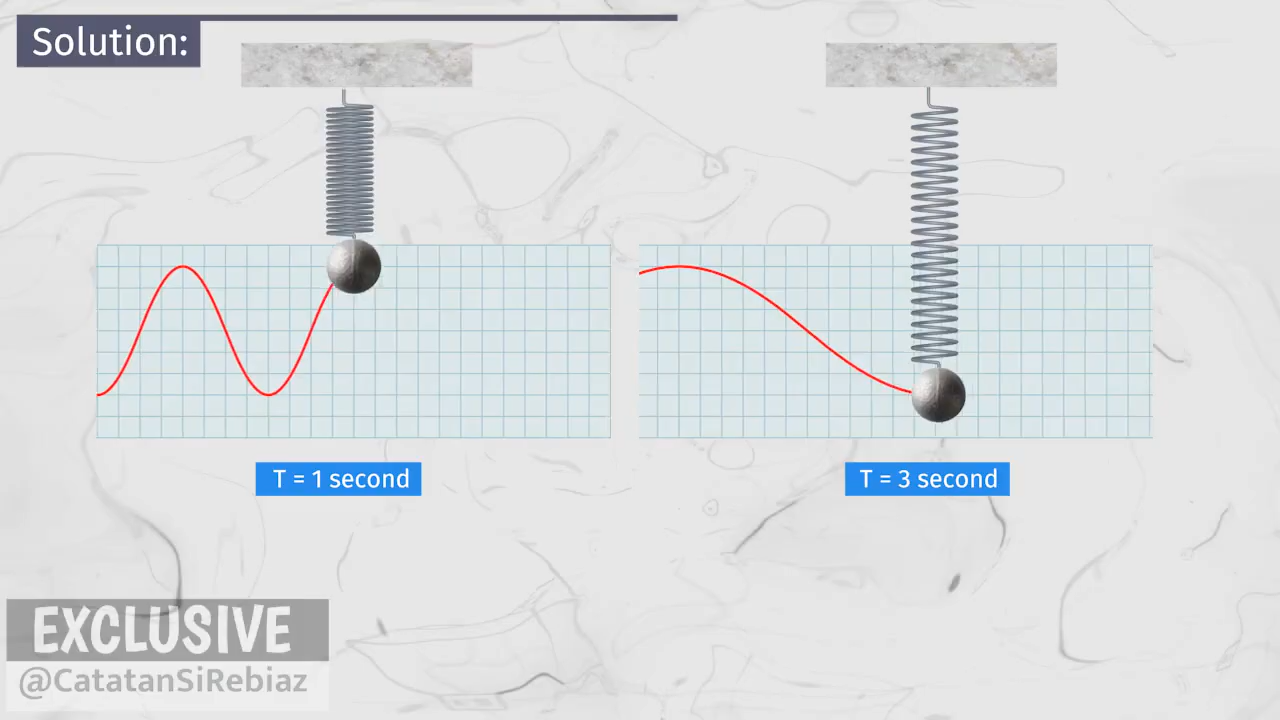 Solution:
T = 1 second
T = 3 second
EXCLUSIVE
@CatatanSiRebiaz